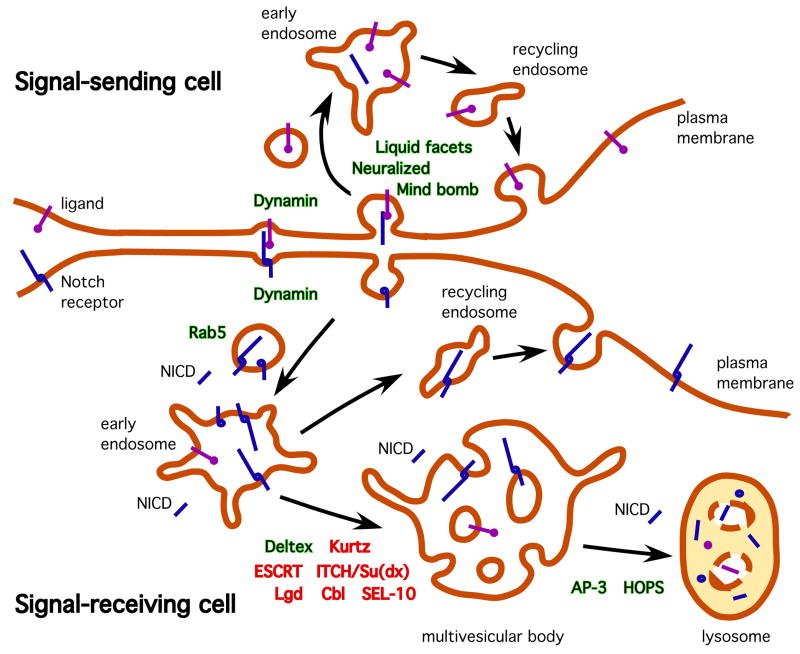 early
endosome
recycling
endosome
Signal-sending cell
plasma
membrane
Liquid facets
Neuralized
Mind bomb
ligand
Dynamin
Notch
receptor
Dynamin
recycling
endosome
Rab5
NICD
plasma
membrane
early
endosome
NICD
NICD
NICD
Deltex Kurtz
ESCRT ITCH/Su(dx)
Lgd Cbl SEL-10
AP-3 HOPS
Signal-receiving cell
multivesicular body
lysosome